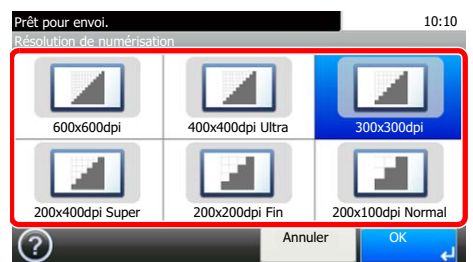 Prêt pour envoi. 10:10
Résolution de numérisation
600x600dpi 400x400dpi Ultra 300x300dpi
200x400dpi Super 200x200dpi Fin 200x100dpi Normal
? Annuler OK